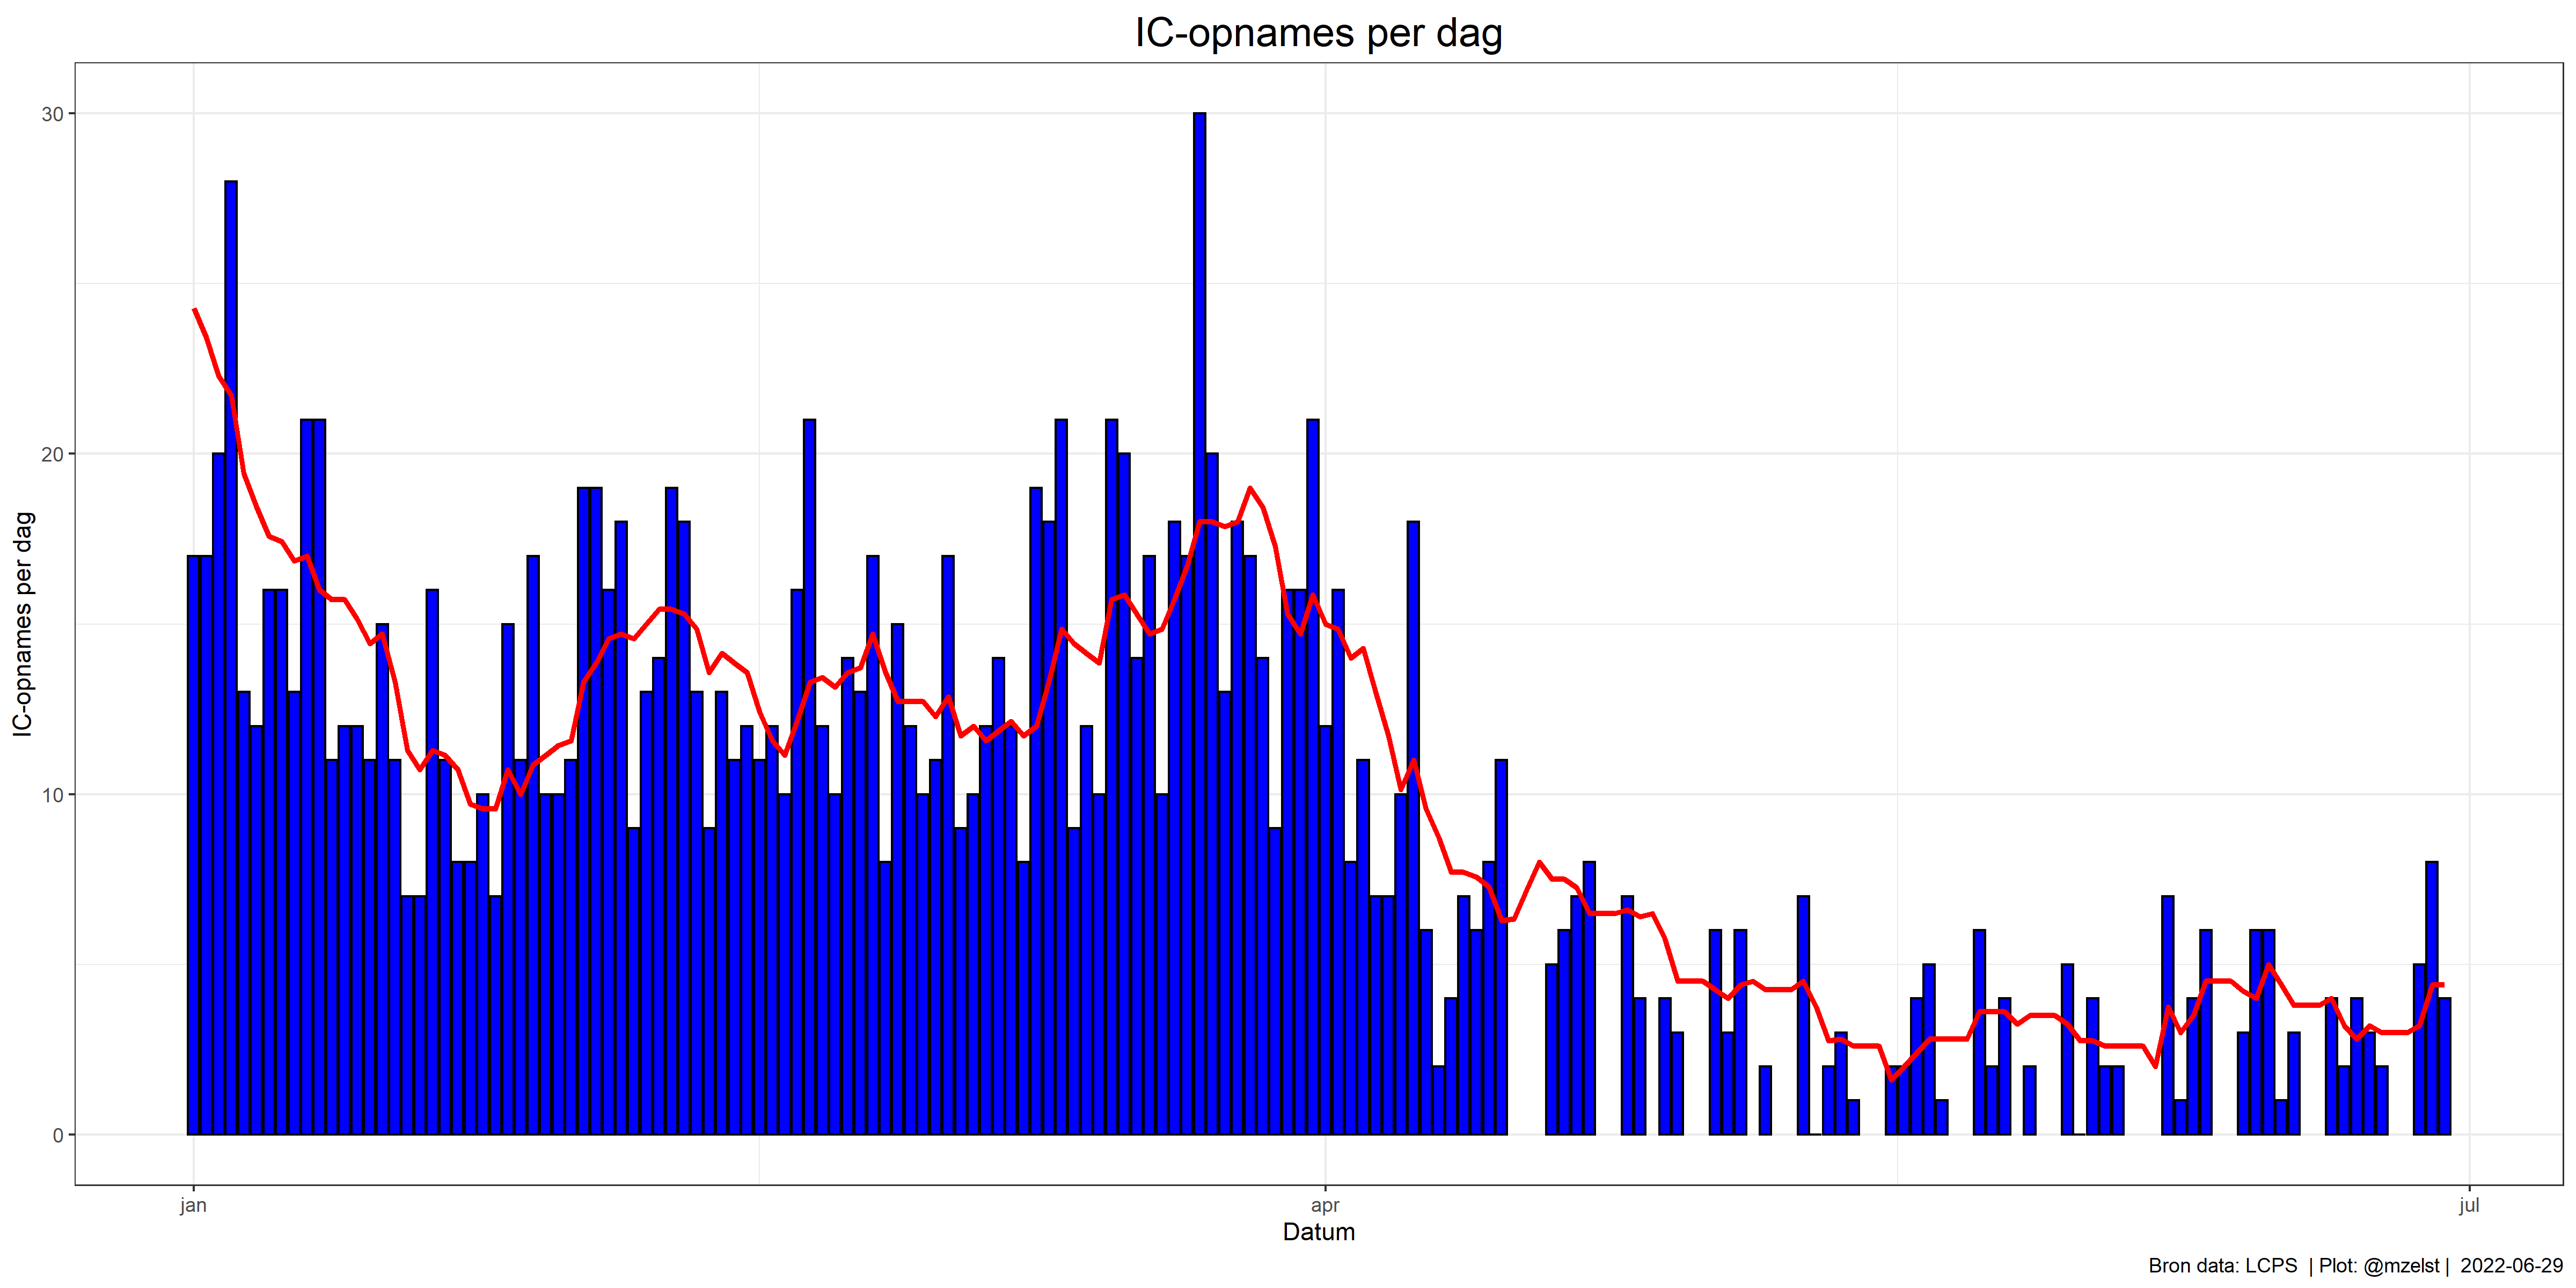 IC-opnames per dag
IC-opnames per dag
30
20
10
0
jan
apr
jul
Datum
Bron data: LCPS | Plot: @mzelst | 2022-06-29